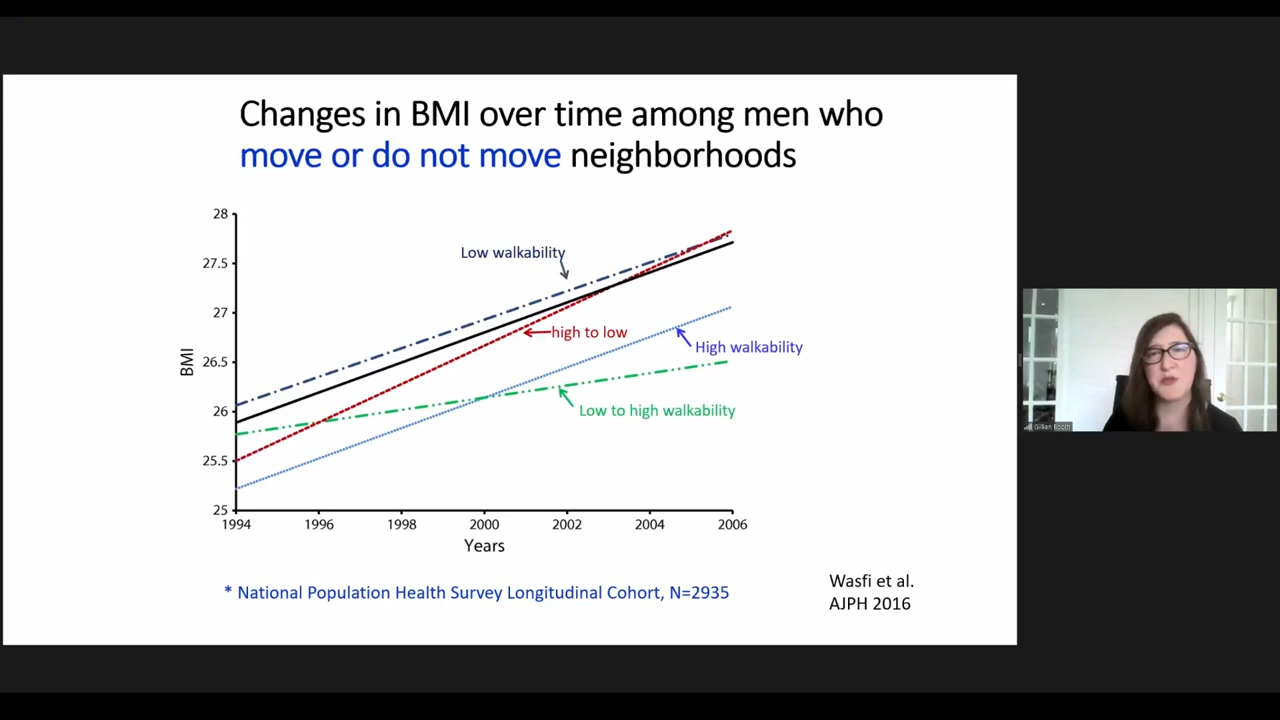 Changes in BMI over time among men who
move or do not move neighborhoods
28
27.5
27
26.5
26
25.5
25
BMI
Low walkability
high to low
High walkability
Low to high walkability
1994 1996 1998 2000 2002 2004 2006
Years
* National Population Health Survey Longitudinal Cohort, N=2935
Wasfi et al.
AJPH 2016
Gillian Booth